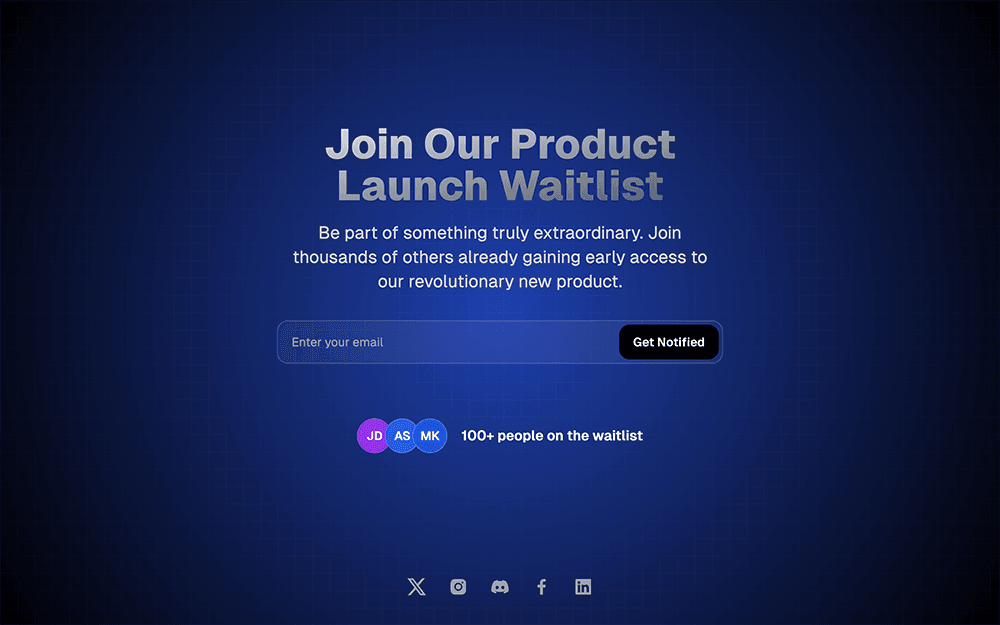 Join Our Product
Launch Waitlist
Be part of something truly extraordinary. Join
thousands of others already gaining early access to
our revolutionary new product.
Enter your email
Get Notified
JD AS MK
100+ people on the waitlist